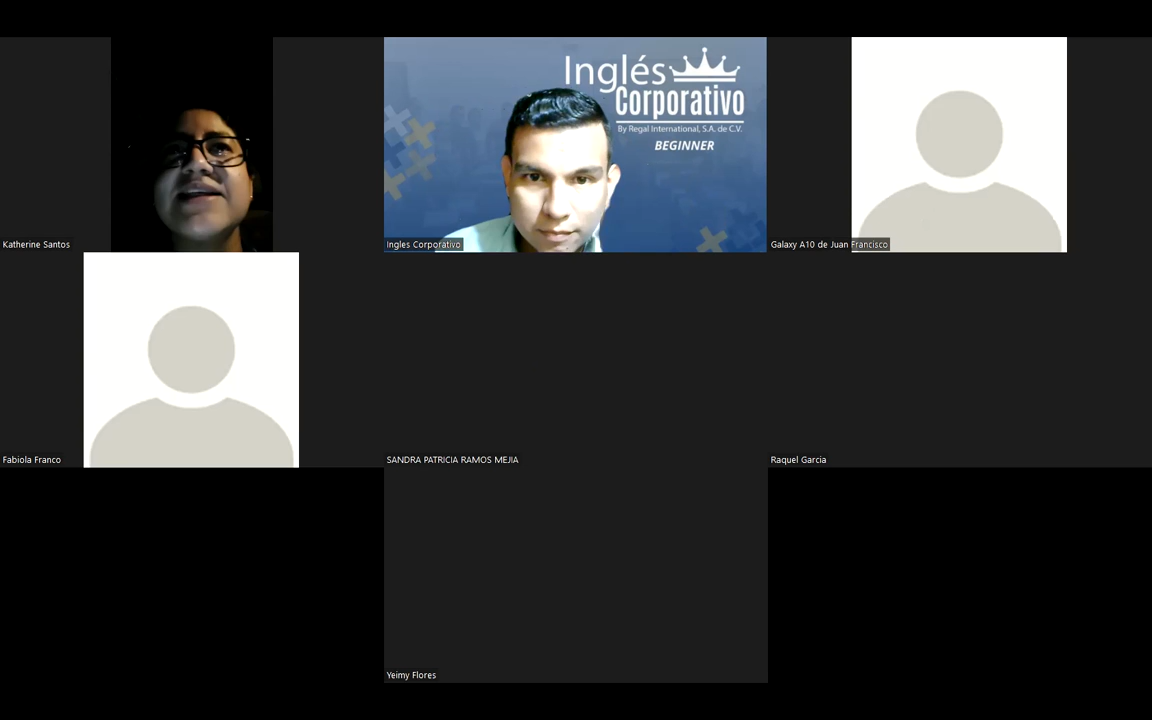 Inglés
Corporativo
By Regal International, S.A. de C.V.
BEGINNER
Katherine Santos
Ingles Corporativo
Galaxy A10 de Juan Francisco
Fabiola Franco
SANDRA PATRICIA RAMOS MEJIA
Raquel Garcia
Yeimy Flores